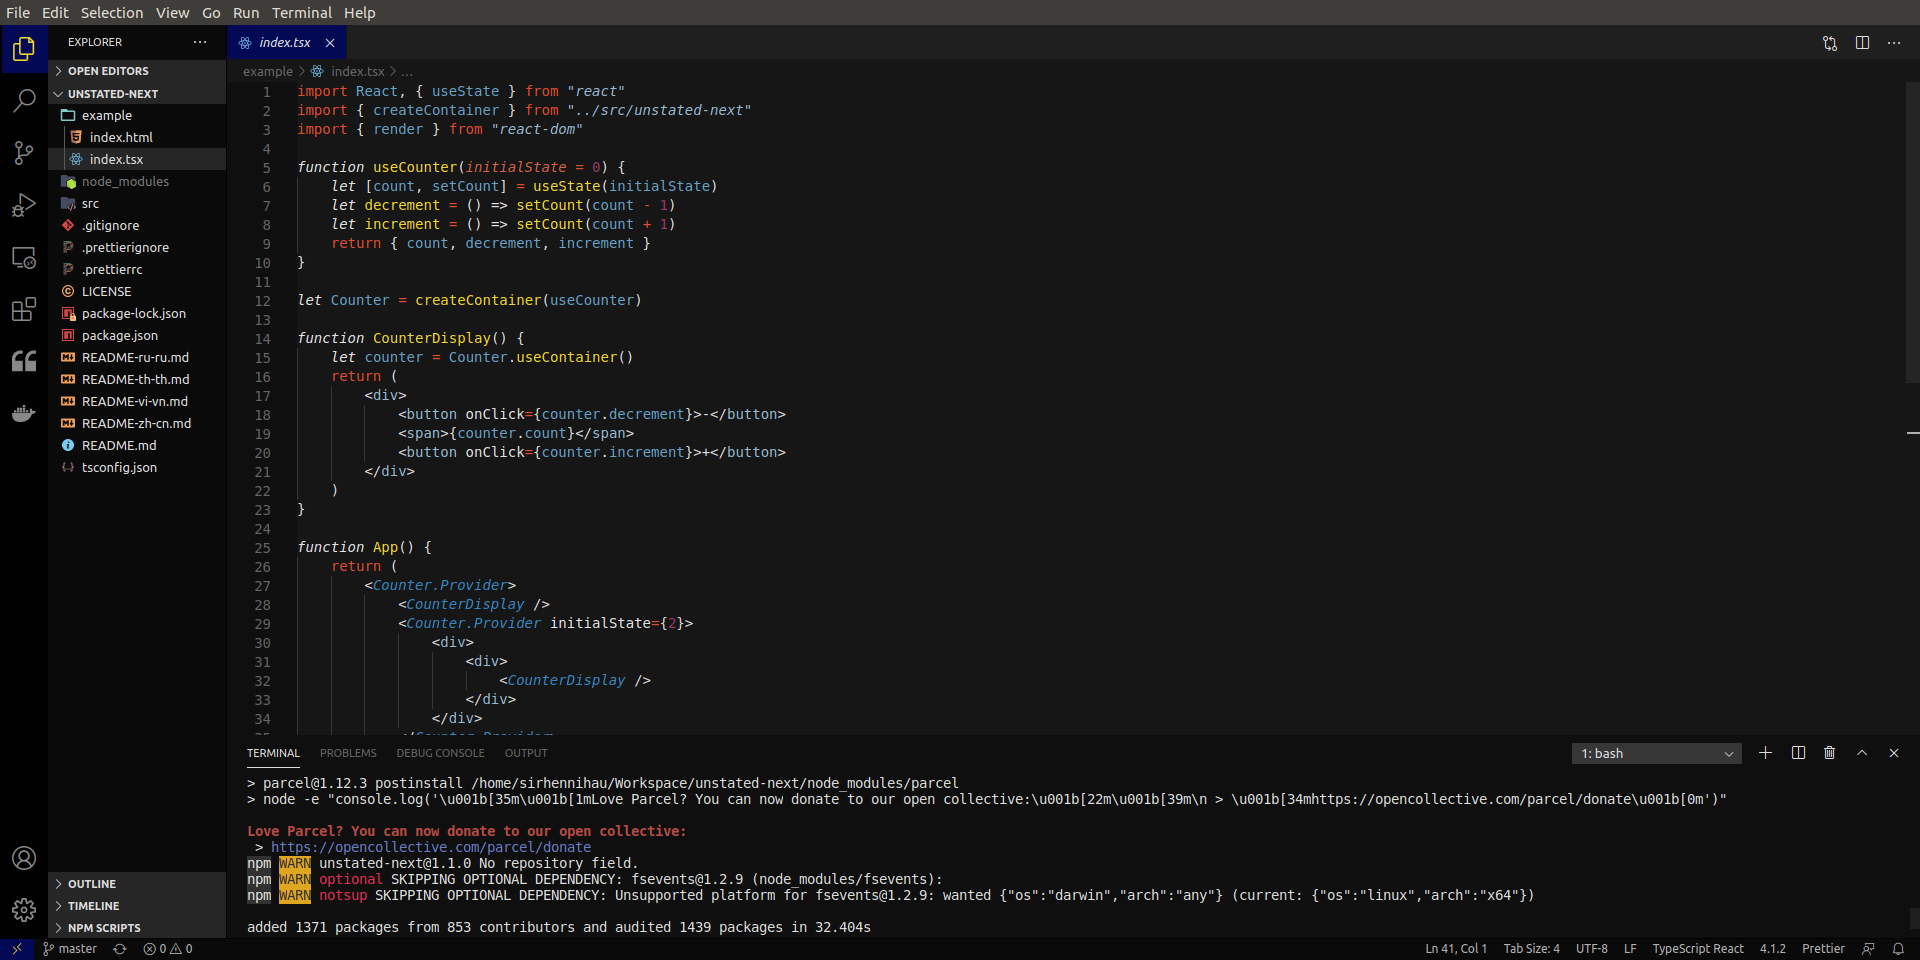 File Edit Selection View Go Run Terminal Help
EXPLORER
OPEN EDITORS
UNSTATED-NEXT
example
index.html
index.tsx
node_modules
src
.gitignore
.prettierignore
.prettierrc
LICENSE
package-lock.json
package.json
README-ru-ru.md
README-th-th.md
README-vi-vn.md
README-zh-cn.md
README.md
tsconfig.json
OUTLINE
TIMELINE
NPM SCRIPTS
index.tsx
example > index.tsx > ...
1 import React, { useState } from "react"
2 import { createContainer } from "../src/unstated-next"
3 import { render } from "react-dom"
4
5 function useCounter(initialState = 0) {
6     let [count, setCount] = useState(initialState)
7     let decrement = () => setCount(count - 1)
8     let increment = () => setCount(count + 1)
9     return { count, decrement, increment }
10 }
11
12 let Counter = createContainer(useCounter)
13
14 function CounterDisplay() {
15     let counter = Counter.useContainer()
16     return (
17         <div>
18             <button onClick={counter.decrement}>-</button>
19             <span>{counter.count}</span>
20             <button onClick={counter.increment}>+</button>
21         </div>
22     )
23 }
24
25 function App() {
26     return (
27         <Counter.Provider>
28             <CounterDisplay />
29             <Counter.Provider initialState={2}>
30                 <div>
31                     <div>
32                         <CounterDisplay />
33                     </div>
34                 </div>
TERMINAL PROBLEMS DEBUG CONSOLE OUTPUT
1: bash
> parcel@1.12.3 postinstall /home/sirhennihau/Workspace/unstated-next/node_modules/parcel
> node -e "console.log('\u001b[35m\u001b[1mLove Parcel? You can now donate to our open collective:\u001b[22m\u001b[39m\n > \u001b[34mhttps://opencollective.com/parcel/donate\u001b[0m')"
Love Parcel? You can now donate to our open collective:
> https://opencollective.com/parcel/donate
npm WARN unstated-next@1.1.0 No repository field.
npm WARN optional SKIPPING OPTIONAL DEPENDENCY: fsevents@1.2.9 (node_modules/fsevents):
npm WARN notsup SKIPPING OPTIONAL DEPENDENCY: Unsupported platform for fsevents@1.2.9: wanted {"os":"darwin","arch":"any"} (current: {"os":"linux","arch":"x64"})
added 1371 packages from 853 contributors and audited 1439 packages in 32.404s
master 0 0 Ln 41, Col 1 Tab Size: 4 UTF-8 LF TypeScript React 4.1.2 Prettier